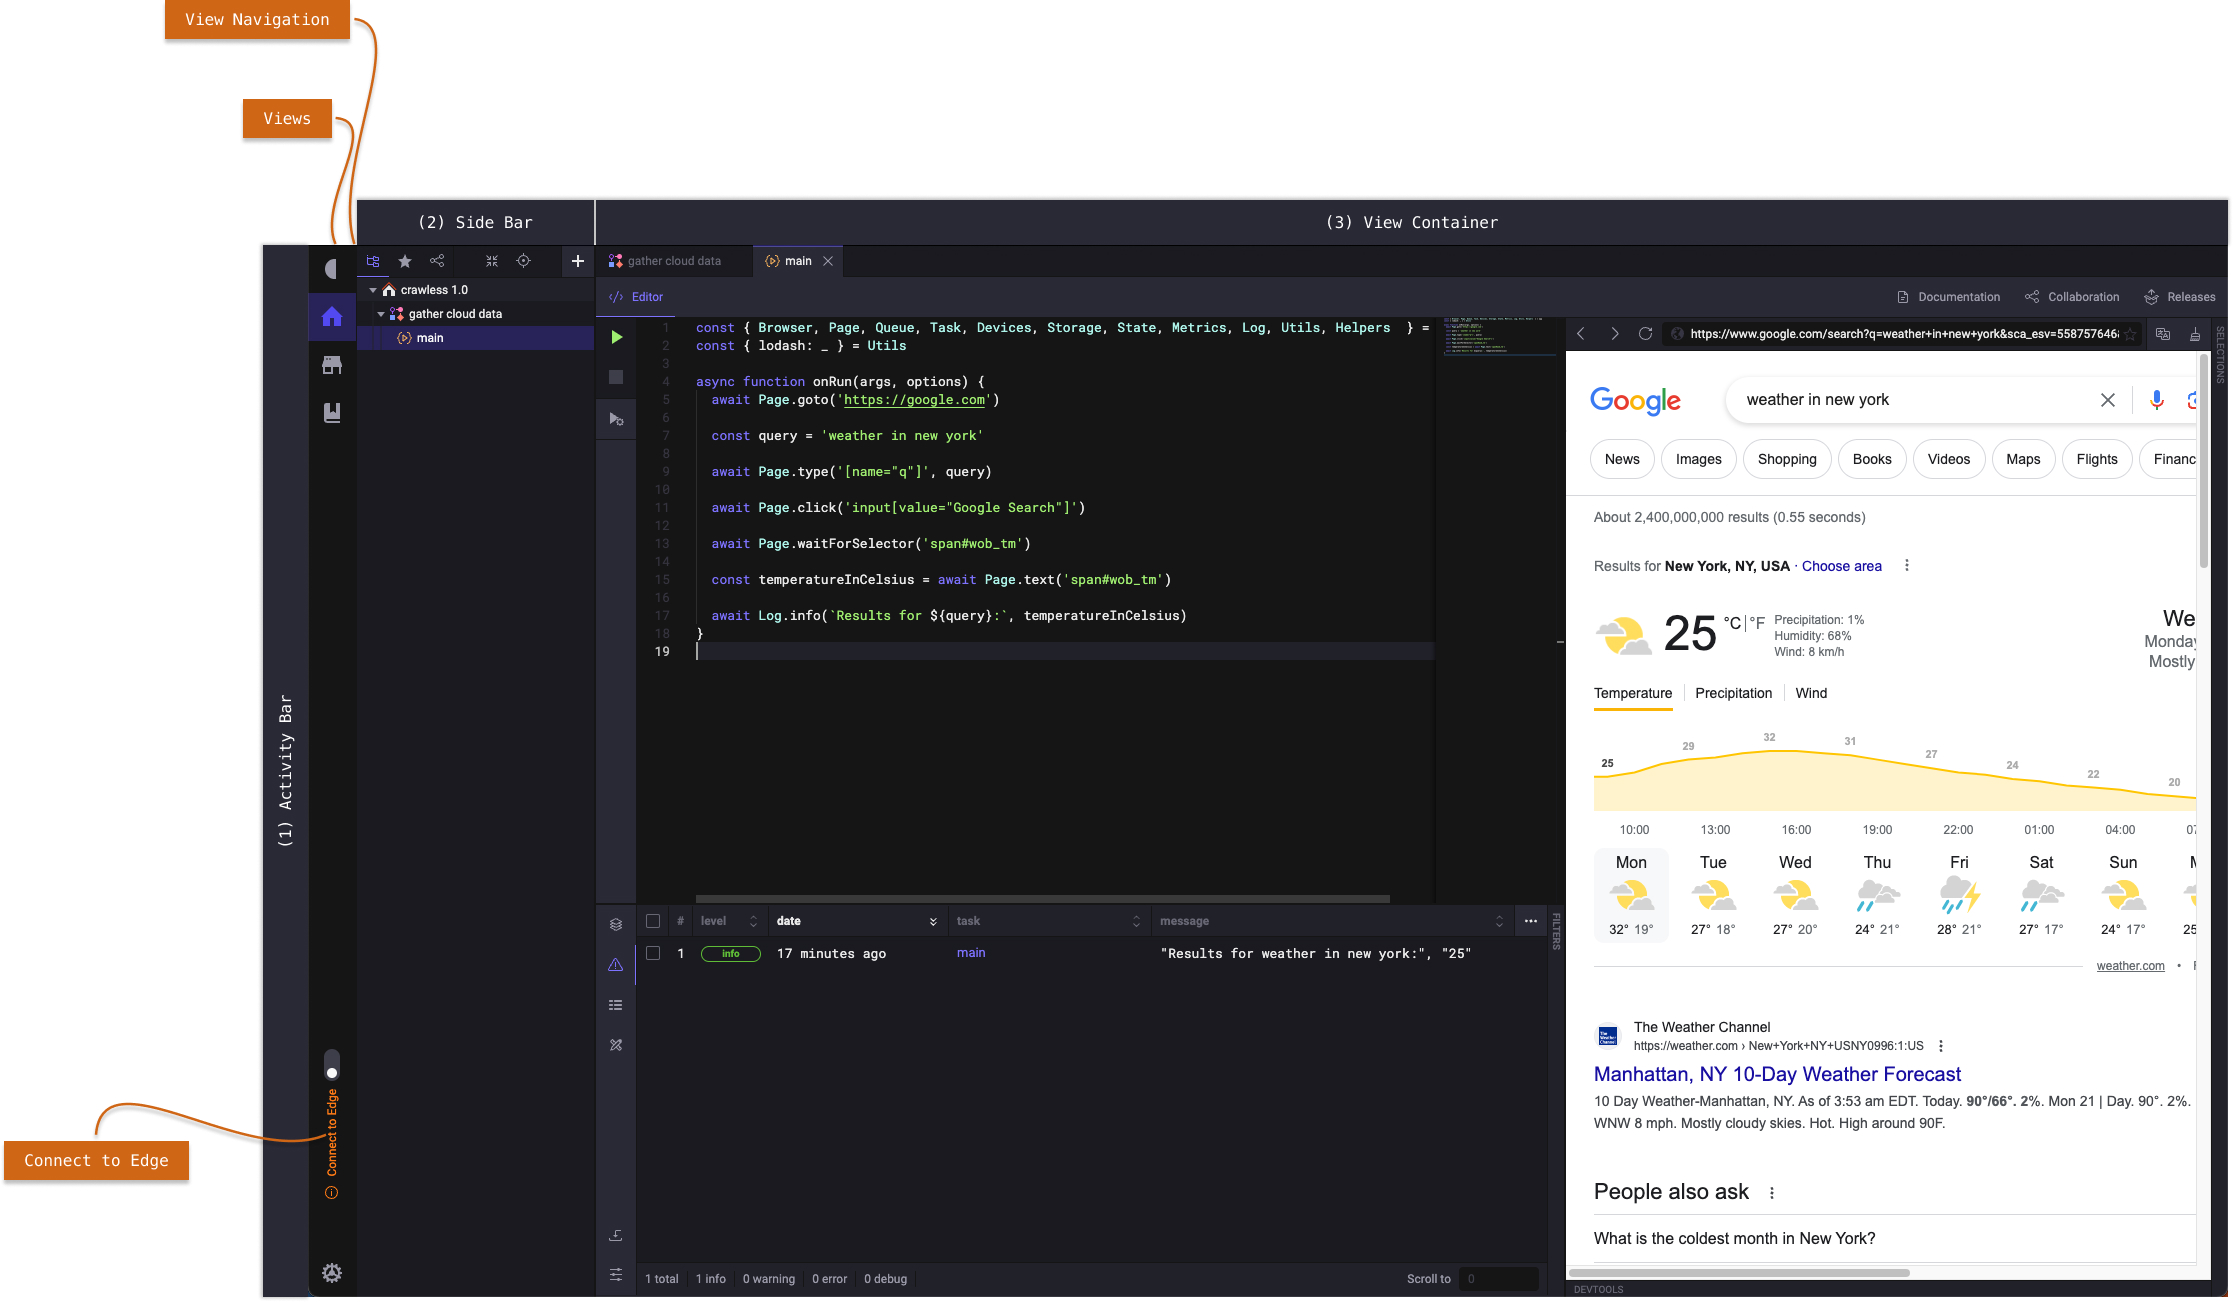 View Navigation
Views
(2) Side Bar
(3) View Container
(1) Activity Bar
Connect to Edge
Connect to Edge
crawless 1.0
gather cloud data
main
gather cloud data
main
Editor
Documentation
Collaboration
Releases
1 const { Browser, Page, Queue, Task, Devices, Storage, State, Metrics, Log, Utils, Helpers } =
2 const { lodash: _ } = Utils
3
4 async function onRun(args, options) {
5 await Page.goto('https://google.com')
6
7 const query = 'weather in new york'
8
9 await Page.type('[name="q"]', query)
10
11 await Page.click('input[value="Google Search"]')
12
13 await Page.waitForSelector('span#wob_tm')
14
15 const temperatureInCelsius = await Page.text('span#wob_tm')
16
17 await Log.info(`Results for ${query}:`, temperatureInCelsius)
18 }
19
# level date task message
1 info 17 minutes ago main "Results for weather in new york:", "25"
FILTERS
1 total 1 info 0 warning 0 error 0 debug
Scroll to 0
https://www.google.com/search?q=weather+in+new+york&sca_esv=558757646&
SELECTIONS
Google
weather in new york
News Images Shopping Books Videos Maps Flights Financ
About 2,400,000,000 results (0.55 seconds)
Results for New York, NY, USA · Choose area
25 °C | °F
Precipitation: 1%
Humidity: 68%
Wind: 8 km/h
We
Monday
Mostly
Temperature Precipitation Wind
25 29 32 31 27 24 22 20
10:00 13:00 16:00 19:00 22:00 01:00 04:00 07
Mon Tue Wed Thu Fri Sat Sun M
32° 19° 27° 18° 27° 20° 24° 21° 28° 21° 27° 17° 24° 17° 25
weather.com • F
The Weather Channel
https://weather.com › New+York+NY+USNY0996:1:US
Manhattan, NY 10-Day Weather Forecast
10 Day Weather-Manhattan, NY. As of 3:53 am EDT. Today. 90°/66°. 2%. Mon 21 | Day. 90°. 2%.
WNW 8 mph. Mostly cloudy skies. Hot. High around 90F.
People also ask
What is the coldest month in New York?
DEVTOOLS